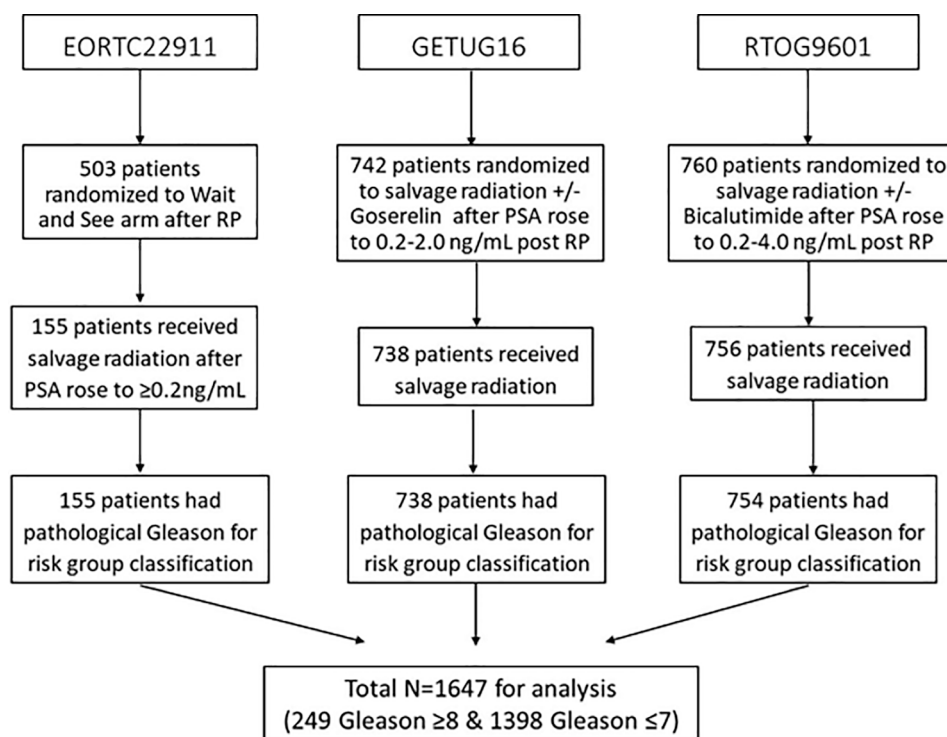 EORTC22911
503 patients
randomized to Wait
and See arm after RP
155 patients received
salvage radiation after
PSA rose to ≥0.2ng/mL
155 patients had
pathological Gleason for
risk group classification
GETUG16
742 patients randomized
to salvage radiation +/-
Goserelin after PSA rose
to 0.2-2.0 ng/mL post RP
738 patients received
salvage radiation
738 patients had
pathological Gleason for
risk group classification
RTOG9601
760 patients randomized to
salvage radiation +/-
Bicalutimide after PSA rose
to 0.2-4.0 ng/mL post RP
756 patients received
salvage radiation
754 patients had
pathological Gleason for
risk group classification
Total N=1647 for analysis
(249 Gleason ≥8 & 1398 Gleason ≤7)